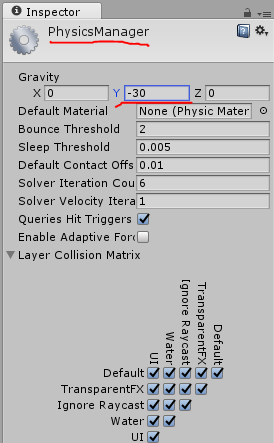 Inspector
PhysicsManager
Gravity
X 0 Y -30 Z 0
Default Material None (Physic Mater
Bounce Threshold 2
Sleep Threshold 0.005
Default Contact Offs 0.01
Solver Iteration Cou 6
Solver Velocity Itera 1
Queries Hit Triggers
Enable Adaptive Forc
Layer Collision Matrix
UI
Water
Ignore Raycast
TransparentFX
Default
Default
TransparentFX
Ignore Raycast
Water
UI